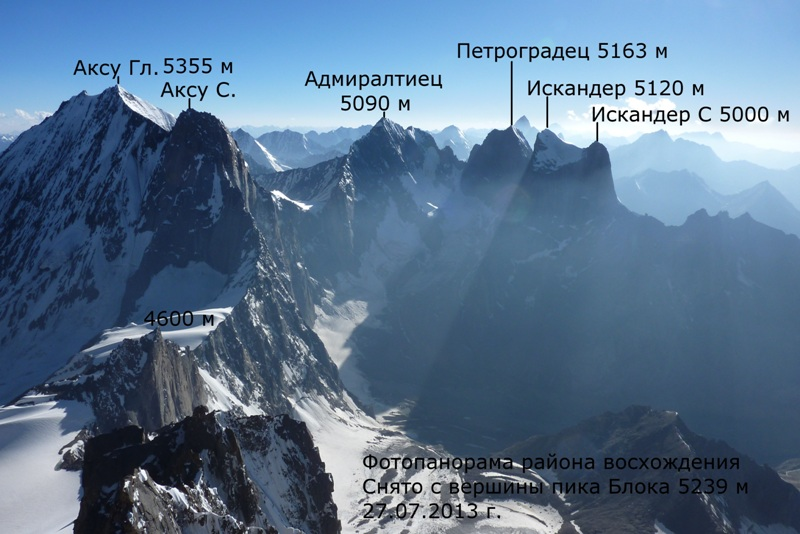 Аксу Гл. 5355 м
Аксу С.
Адмиралтиец
5090 м
Петроградец 5163 м
Искандер 5120 м
Искандер С 5000 м
4600 м
Фотопанорама района восхождения
Снято с вершины пика Блока 5239 м
27.07.2013 г.